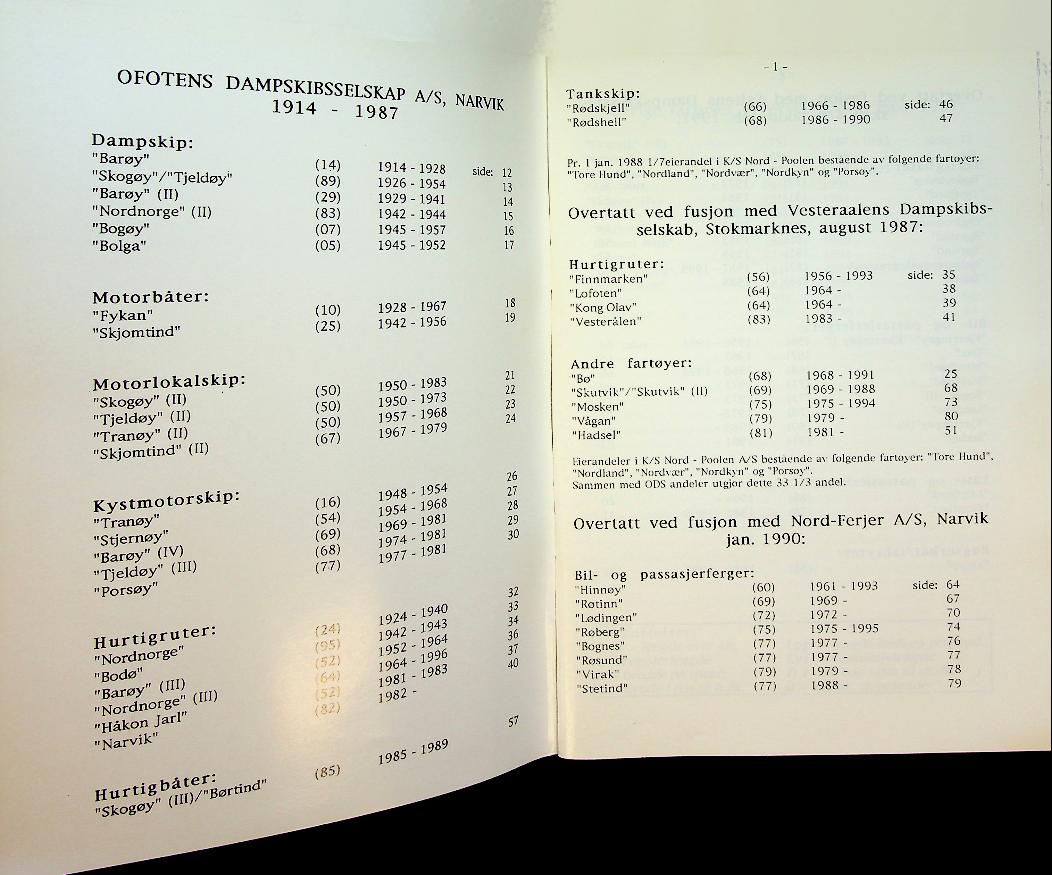 OFOTENS DAMPSKIBSSELSKAP A/S, NARVIK
1914 - 1987
Dampskip:
"Barøy" (14) 1914 - 1928 side: 12
"Skogøy"/"Tjeldøy" (89) 1926 - 1954 13
"Barøy" (II) (29) 1929 - 1941 14
"Nordnorge" (II) (83) 1942 - 1944 15
"Bogøy" (07) 1945 - 1957 16
"Bolga" (05) 1945 - 1952 17
Motorbåter:
"Fykan" (10) 1928 - 1967 18
"Skjomtind" (25) 1942 - 1956 19
Motorlokalskip:
"Skogøy" (II) (50) 1950 - 1983 21
"Tjeldøy" (II) (50) 1950 - 1973 22
"Tranøy" (II) (50) 1957 - 1968 23
"Skjomtind" (II) (67) 1967 - 1979 24
Kystmotorskip:
"Tranøy" (16) 1948 - 1954 26
"Stjernøy" (54) 1954 - 1968 27
"Barøy" (IV) (69) 1969 - 1981 28
"Tjeldøy" (III) (68) 1974 - 1981 29
"Porsøy" (77) 1977 - 1981 30
Hurtigruter:
"Nordnorge" (24) 1924 - 1940 32
"Bodø" (95) 1942 - 1943 33
"Barøy" (III) (52) 1952 - 1964 34
"Nordnorge" (III) (64) 1964 - 1996 36
"Håkon Jarl" (52) 1981 - 1983 37
"Narvik" (82) 1982 - 40
Hurtigbåter:
"Skogøy" (III)/"Børtind" (85) 1985 - 1989 57
- 1 -
Tankskip:
"Rødskjell" (66) 1966 - 1986 side: 46
"Rødshell" (68) 1986 - 1990 47
Pr. 1 jan. 1988 1/7eierandel i K/S Nord - Poolen bestående av folgende fartøyer:
"Tore Hund", "Nordland", "Nordvær", "Nordkyn" og "Porsoy".
Overtatt ved fusjon med Vesteraalens Dampskibs-
selskab, Stokmarknes, august 1987:
Hurtigruter:
"Finnmarken" (56) 1956 - 1993 side: 35
"Lofoten" (64) 1964 - 38
"Kong Olav" (64) 1964 - 39
"Vesterålen" (83) 1983 - 41
Andre fartøyer:
"Bø" (68) 1968 - 1991 25
"Skutvik"/"Skutvik" (II) (69) 1969 - 1988 68
"Mosken" (75) 1975 - 1994 73
"Vågan" (79) 1979 - 80
"Hadsel" (81) 1981 - 51
Eierandeler i K/S Nord - Poolen A/S bestående av folgende fartoyer: "Tore Hund",
"Nordland", "Nordvær", "Nordkyn" og "Porsoy".
Sammen med ODS andeler utgjor dette 33 1/3 andel.
Overtatt ved fusjon med Nord-Ferjer A/S, Narvik
jan. 1990:
Bil- og passasjerferger:
"Hinnøy" (60) 1961 - 1993 side: 64
"Røtinn" (69) 1969 - 67
"Lødingen" (72) 1972 - 70
"Røberg" (75) 1975 - 1995 74
"Bognes" (77) 1977 - 76
"Røsund" (77) 1977 - 77
"Virak" (79) 1979 - 78
"Stetind" (77) 1988 - 79